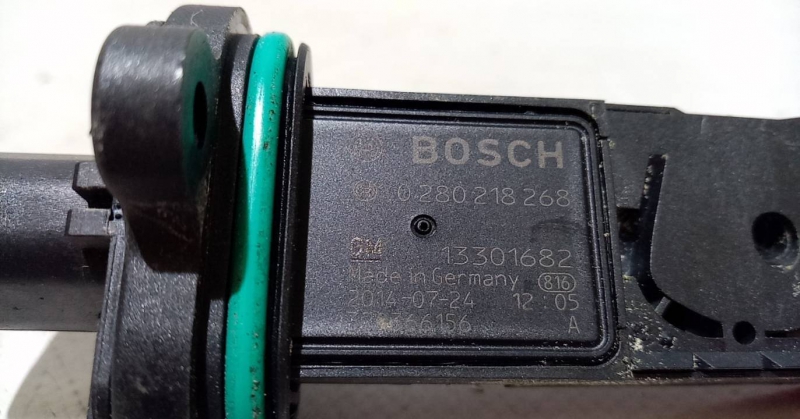 BOSCH
0 280 218 268
GM 13301682
Made in Germany 816
2014-07-24 12:05
A